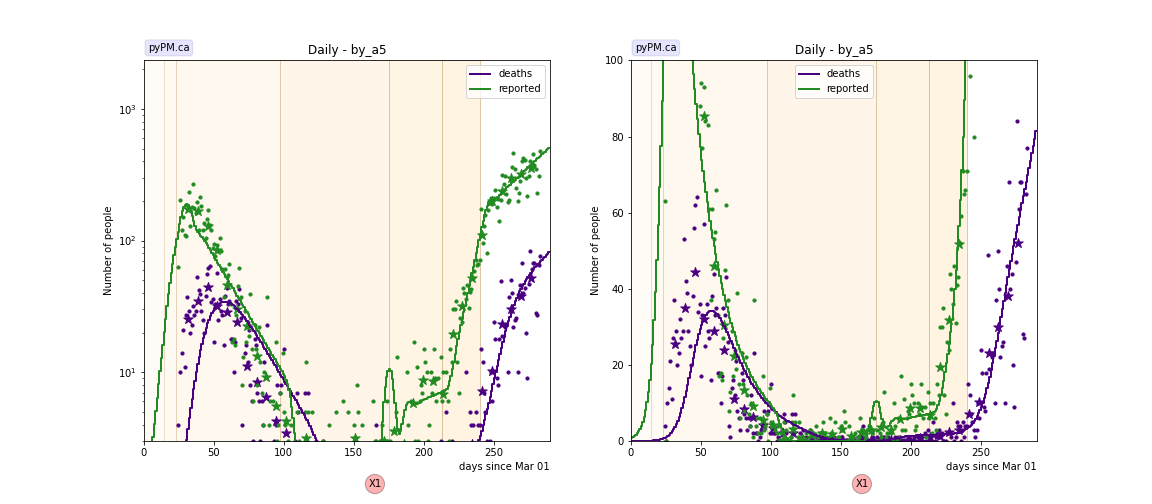 pyPM.ca
Daily - by_a5
deaths
reported
Number of people
10³
10²
10¹
0 50 100 150 200 250
days since Mar 01
X1
pyPM.ca
Daily - by_a5
deaths
reported
Number of people
100
80
60
40
20
0
0 50 100 150 200 250
days since Mar 01
X1